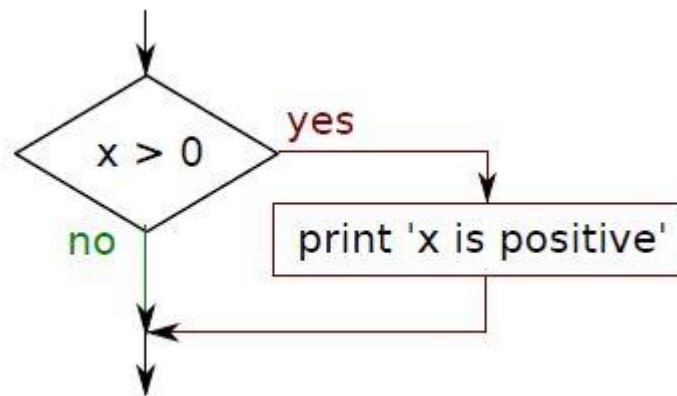 yes
x > 0
no
print 'x is positive'